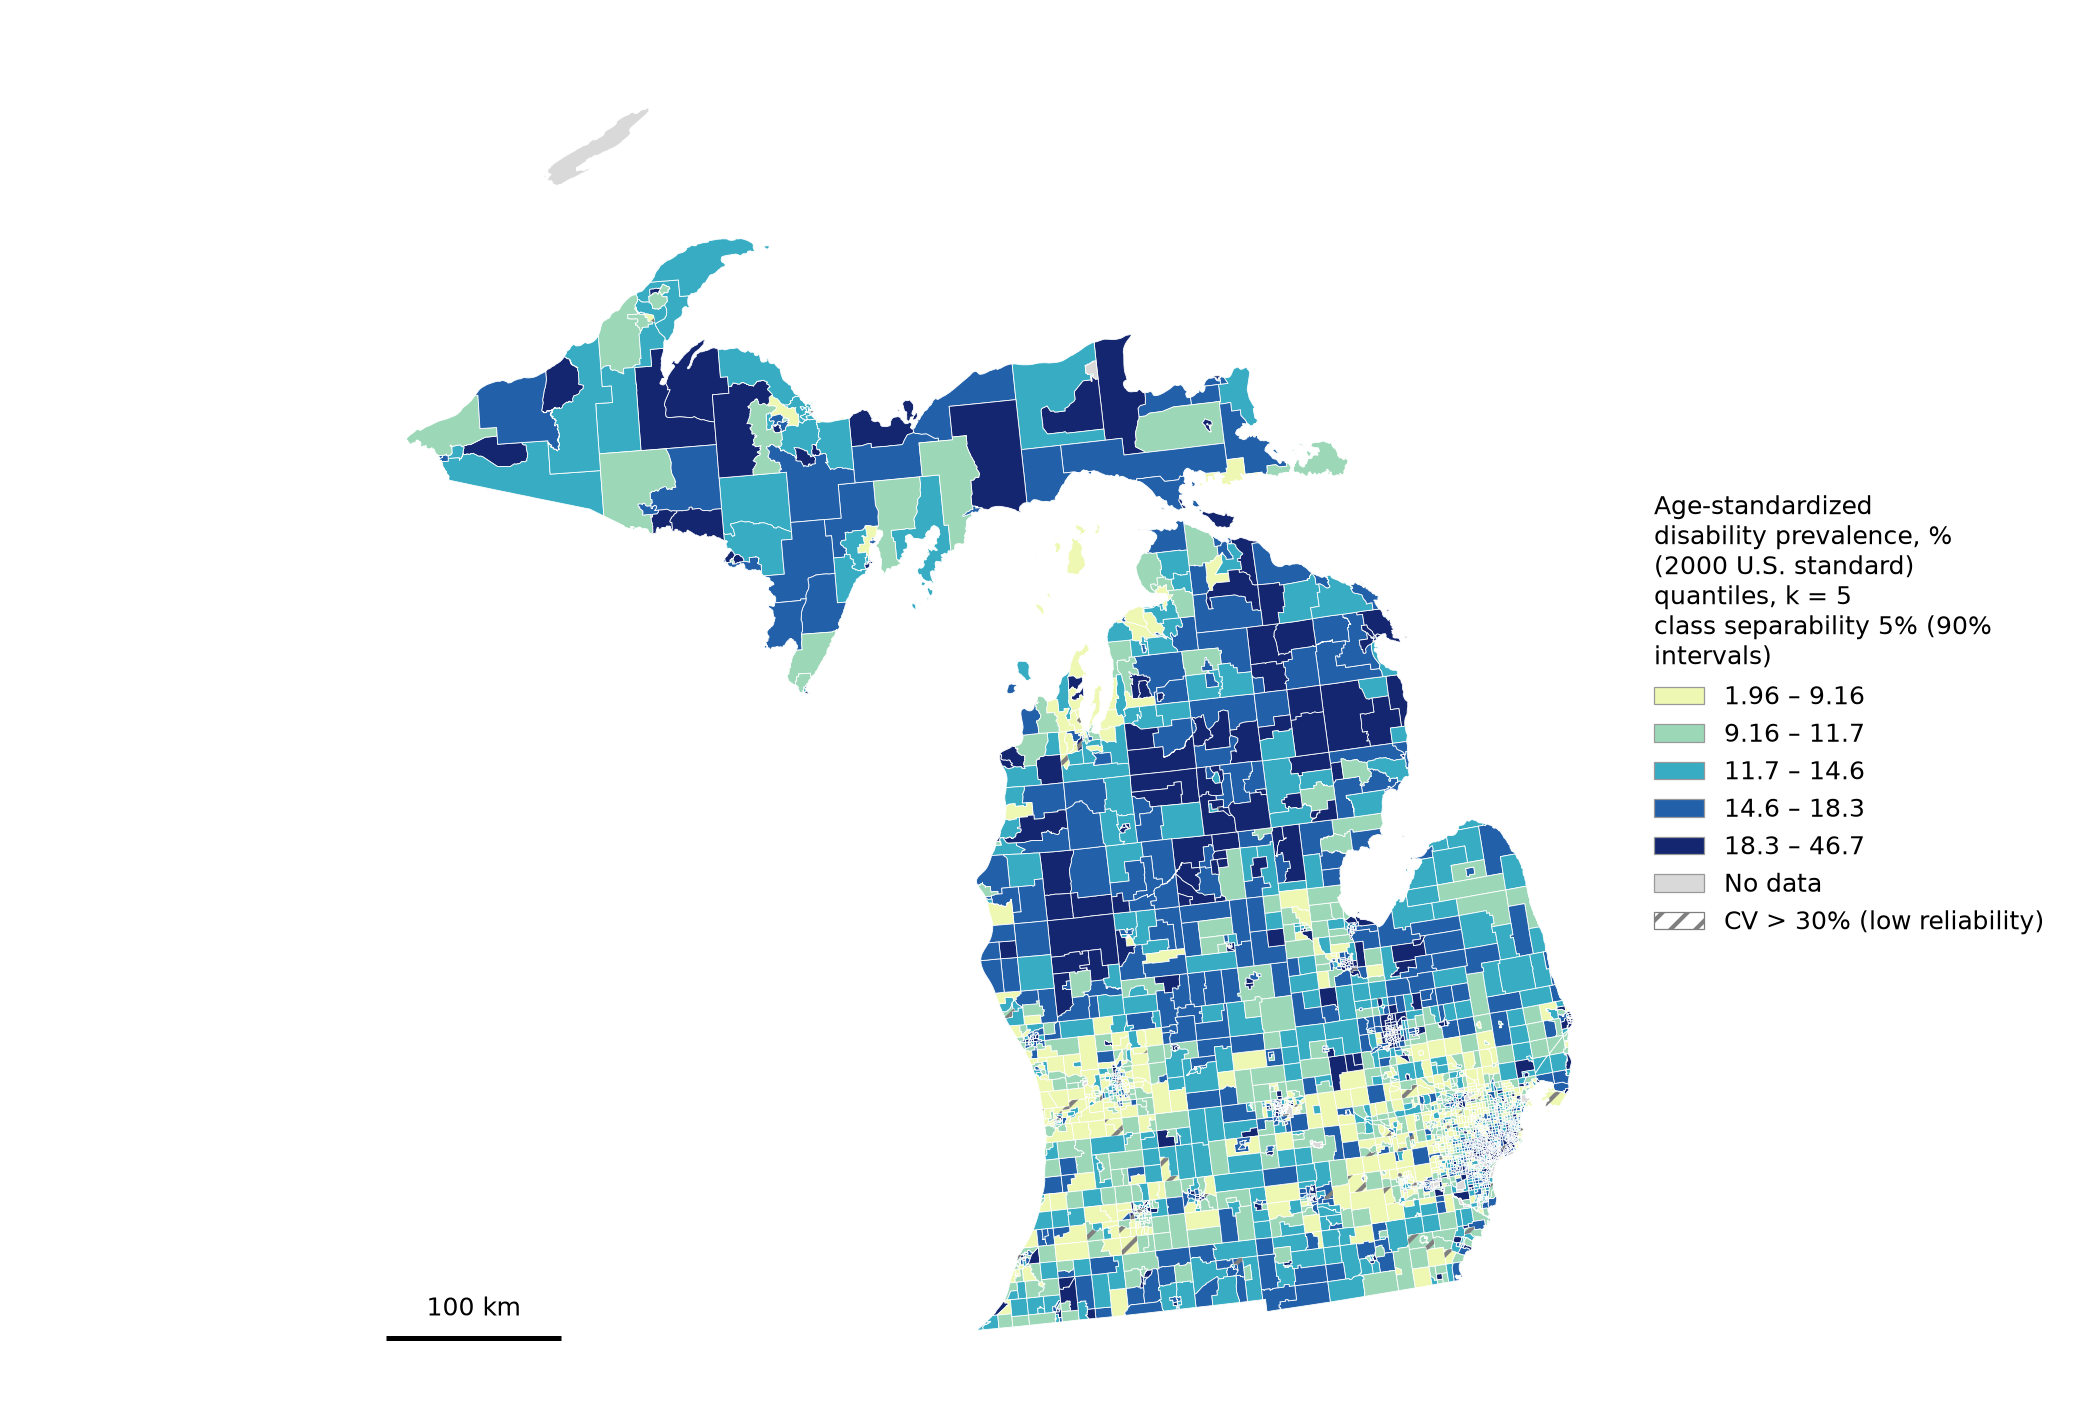 Age-standardized
disability prevalence, %
(2000 U.S. standard)
quantiles, k = 5
class separability 5% (90%
intervals)
1.96 – 9.16
9.16 – 11.7
11.7 – 14.6
14.6 – 18.3
18.3 – 46.7
No data
CV > 30% (low reliability)
100 km